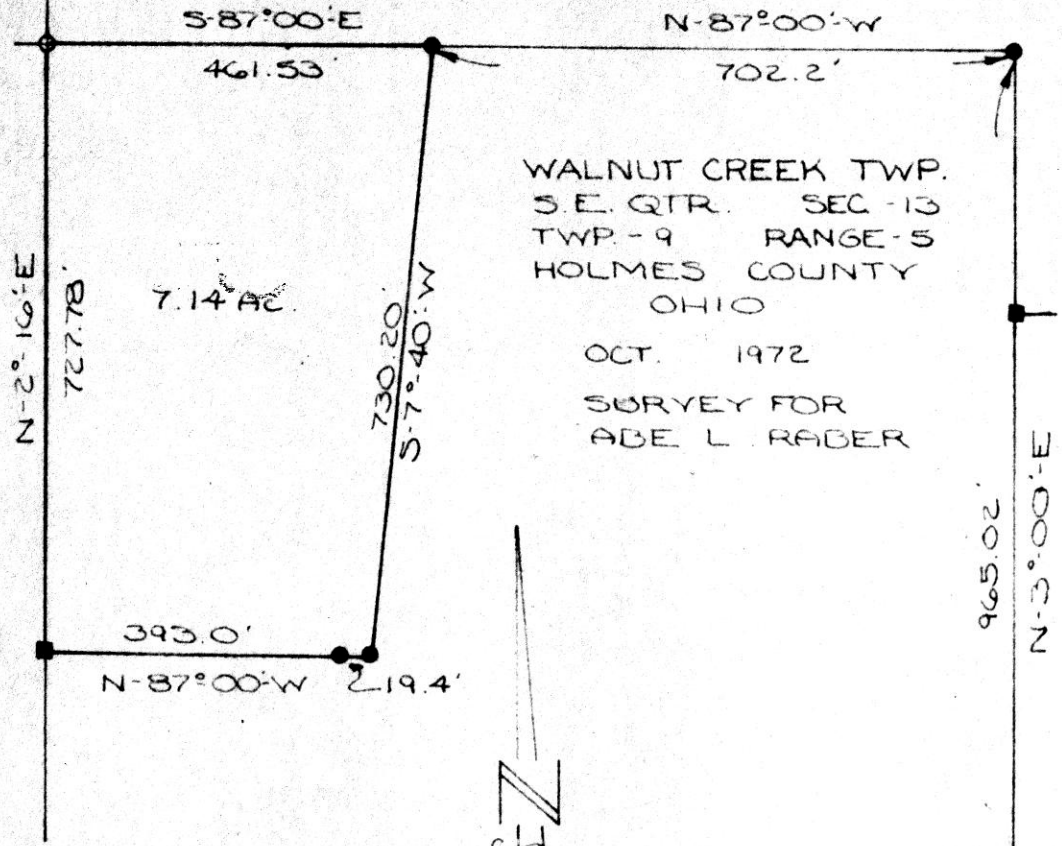 S-87°00'-E
N-87°00'-W
461.53'
702.2'
WALNUT CREEK TWP.
S.E. QTR. SEC -13
TWP.-9 RANGE-5
HOLMES COUNTY
OHIO
OCT. 1972
SURVEY FOR
ABE L RABER
N-2°-16'-E
727.78'
7.14 AC.
730.20'
S-7°-40'-W
965.02'
N-3°-00'-E
393.0'
N-87°00'-W
19.4'